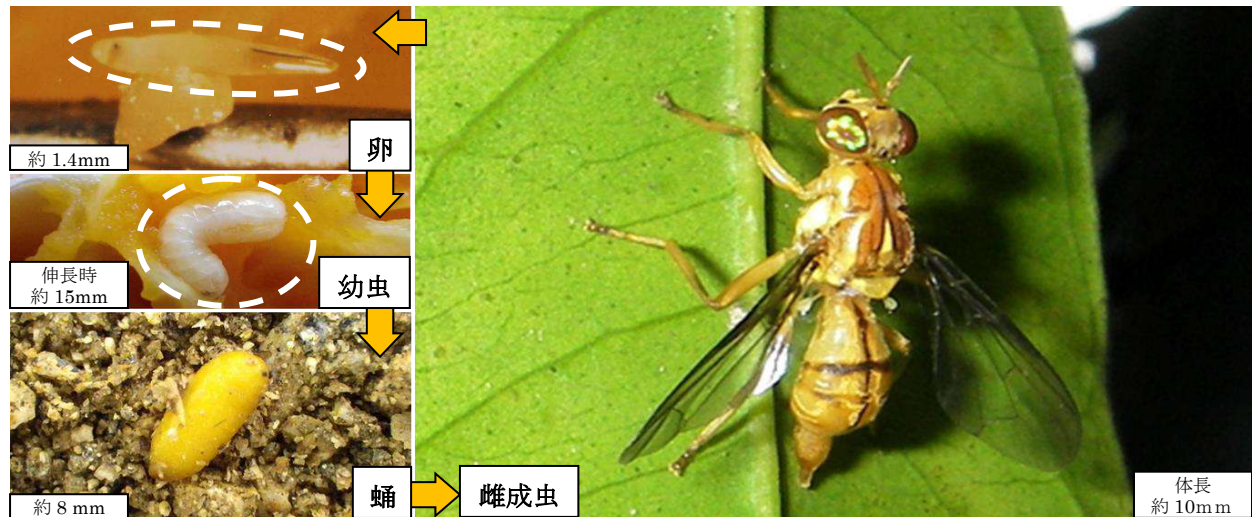 約 1.4mm
卵
伸長時
約 15mm
幼虫
約 8 mm
蛹
雌成虫
体長
約 10mm